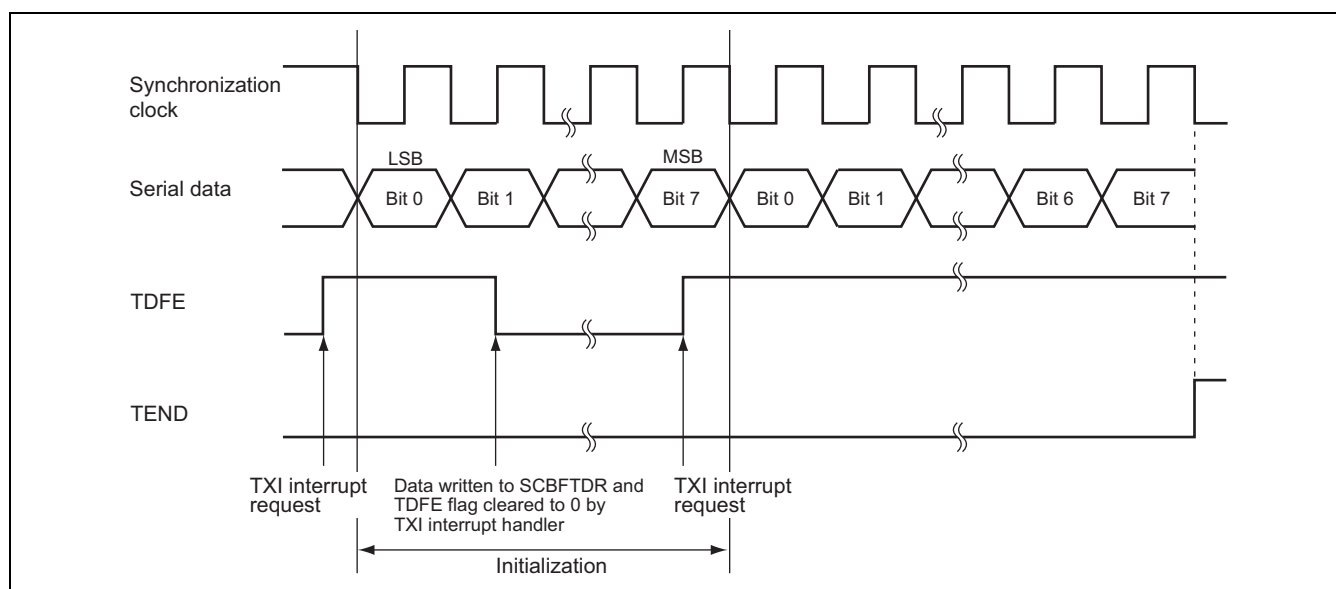 Synchronization
clock
LSB
MSB
Serial data
Bit 0
Bit 1
Bit 7
Bit 0
Bit 1
Bit 6
Bit 7
TDFE
TEND
TXI interrupt
request
Data written to SCBFTDR and
TDFE flag cleared to 0 by
TXI interrupt handler
TXI interrupt
request
Initialization